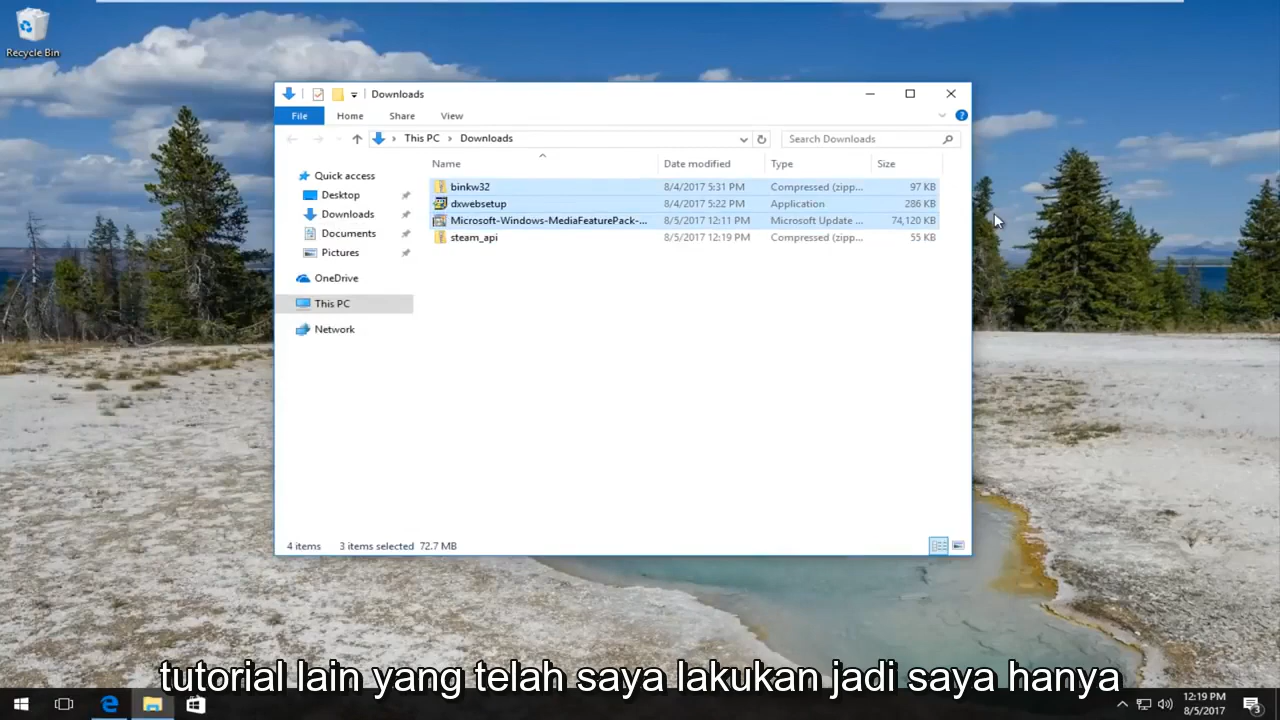 Recycle Bin
Downloads
File Home Share View
This PC Downloads
Search Downloads
Name Date modified Type Size
Quick access
Desktop
Downloads
Documents
Pictures
OneDrive
This PC
Network
binkw32 8/4/2017 5:31 PM Compressed (zipp... 97 KB
dxwebsetup 8/4/2017 5:22 PM Application 286 KB
Microsoft-Windows-MediaFeaturePack-... 8/5/2017 12:11 PM Microsoft Update ... 74,120 KB
steam_api 8/5/2017 12:19 PM Compressed (zipp... 55 KB
4 items 3 items selected 72.7 MB
tutorial lain yang telah saya lakukan jadi saya hanya
12:19 PM
8/5/2017
3